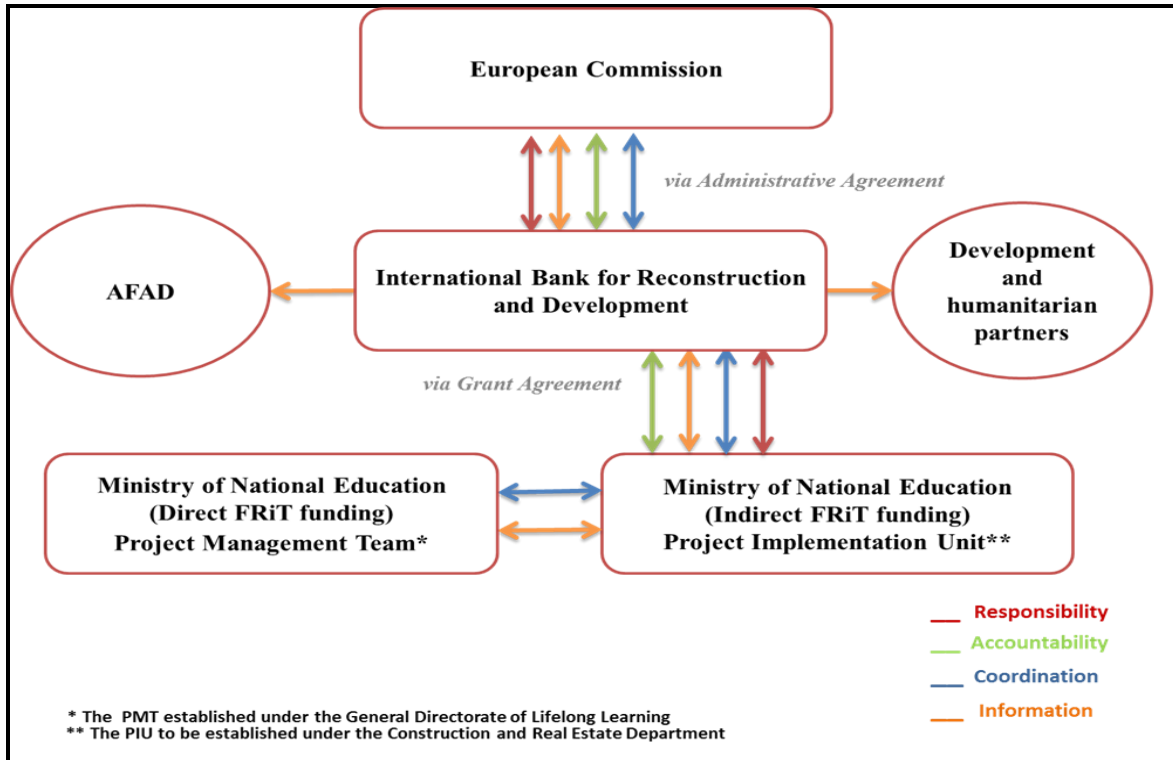 European Commission
via Administrative Agreement
AFAD
International Bank for Reconstruction
and Development
Development
and
humanitarian
partners
via Grant Agreement
Ministry of National Education
(Direct FRiT funding)
Project Management Team*
Ministry of National Education
(Indirect FRiT funding)
Project Implementation Unit**
Responsibility
Accountability
Coordination
Information
* The PMT established under the General Directorate of Lifelong Learning
** The PIU to be established under the Construction and Real Estate Department